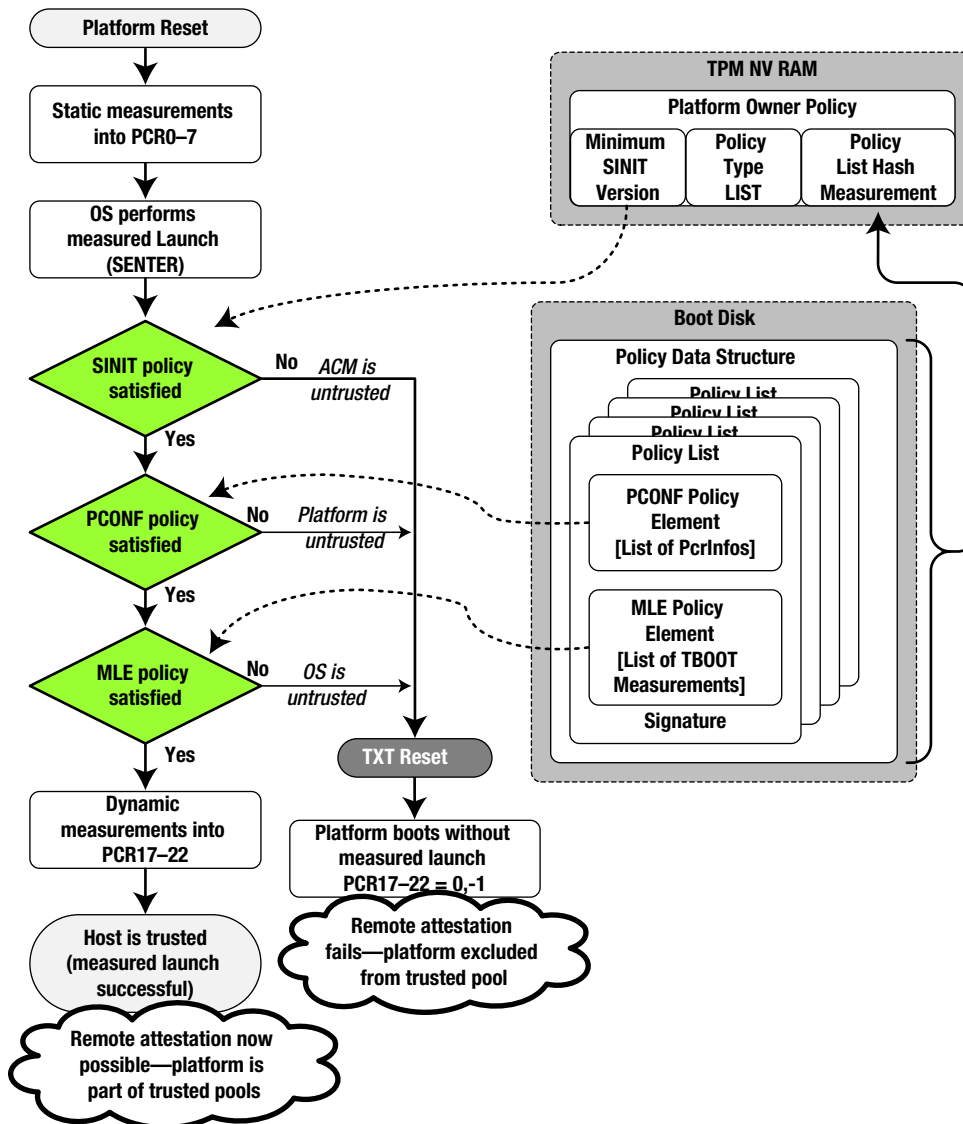 Platform Reset
Static measurements
into PCR0–7
OS performs
measured Launch
(SENTER)
SINIT policy
satisfied
No
ACM is
untrusted
Yes
PCONF policy
satisfied
No
Platform is
untrusted
Yes
MLE policy
satisfied
No
OS is
untrusted
Yes
Dynamic
measurements into
PCR17–22
Host is trusted
(measured launch
successful)
Remote attestation now
possible—platform is
part of trusted pools
TXT Reset
Platform boots without
measured launch
PCR17–22 = 0,-1
Remote attestation
fails—platform excluded
from trusted pool
TPM NV RAM
Platform Owner Policy
Minimum
SINIT
Version
Policy
Type
LIST
Policy
List Hash
Measurement
Boot Disk
Policy Data Structure
Policy List
Policy List
Policy List
Policy List
PCONF Policy
Element
[List of PcrInfos]
MLE Policy
Element
[List of TBOOT
Measurements]
Signature